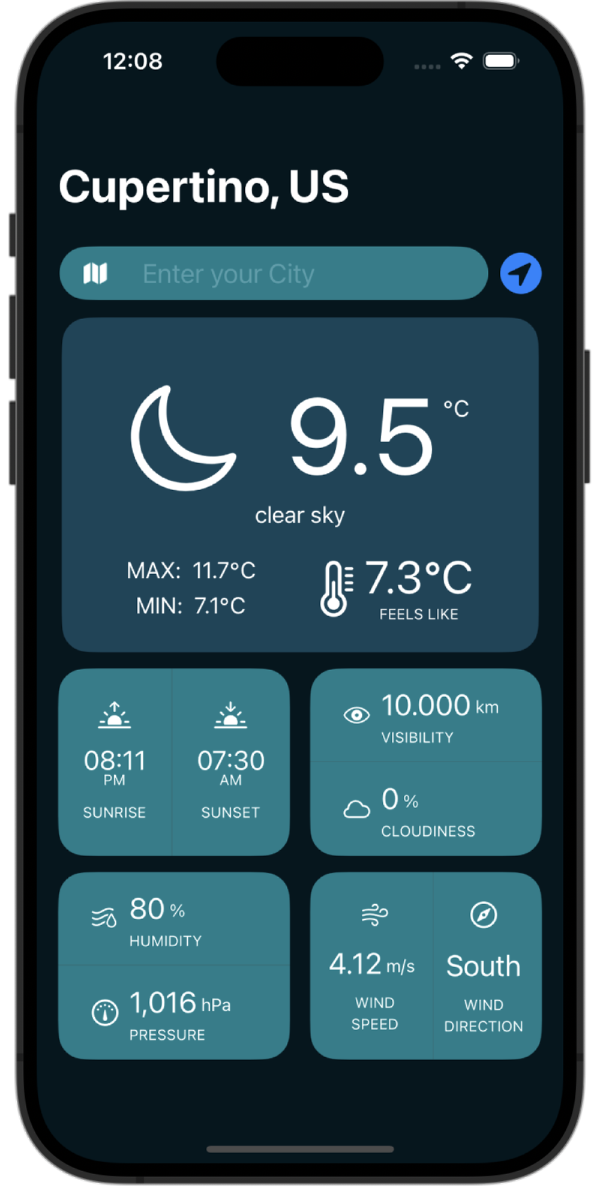 12:08
Cupertino, US
Enter your City
9.5 °C
clear sky
MAX: 11.7°C
MIN: 7.1°C
7.3°C
FEELS LIKE
08:11
PM
SUNRISE
07:30
AM
SUNSET
10.000 km
VISIBILITY
0 %
CLOUDINESS
80 %
HUMIDITY
1,016 hPa
PRESSURE
4.12 m/s
WIND
SPEED
South
WIND
DIRECTION